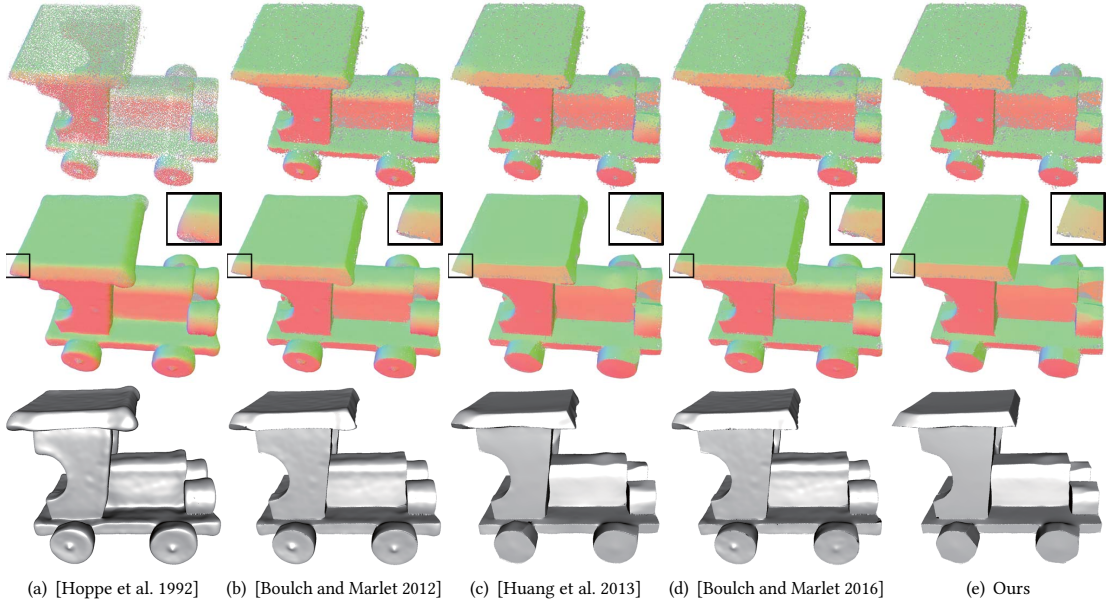 (a) [Hoppe et al. 1992] (b) [Boulch and Marlet 2012] (c) [Huang et al. 2013] (d) [Boulch and Marlet 2016] (e) Ours